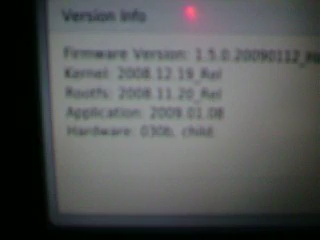 Version Info
Firmware Version: 1.5.0.20090112_
Kernel: 2008.12.19_Rel
Rootfs: 2008.11.20_Rel
Application: 2009.01.08
Hardware: 0306, child